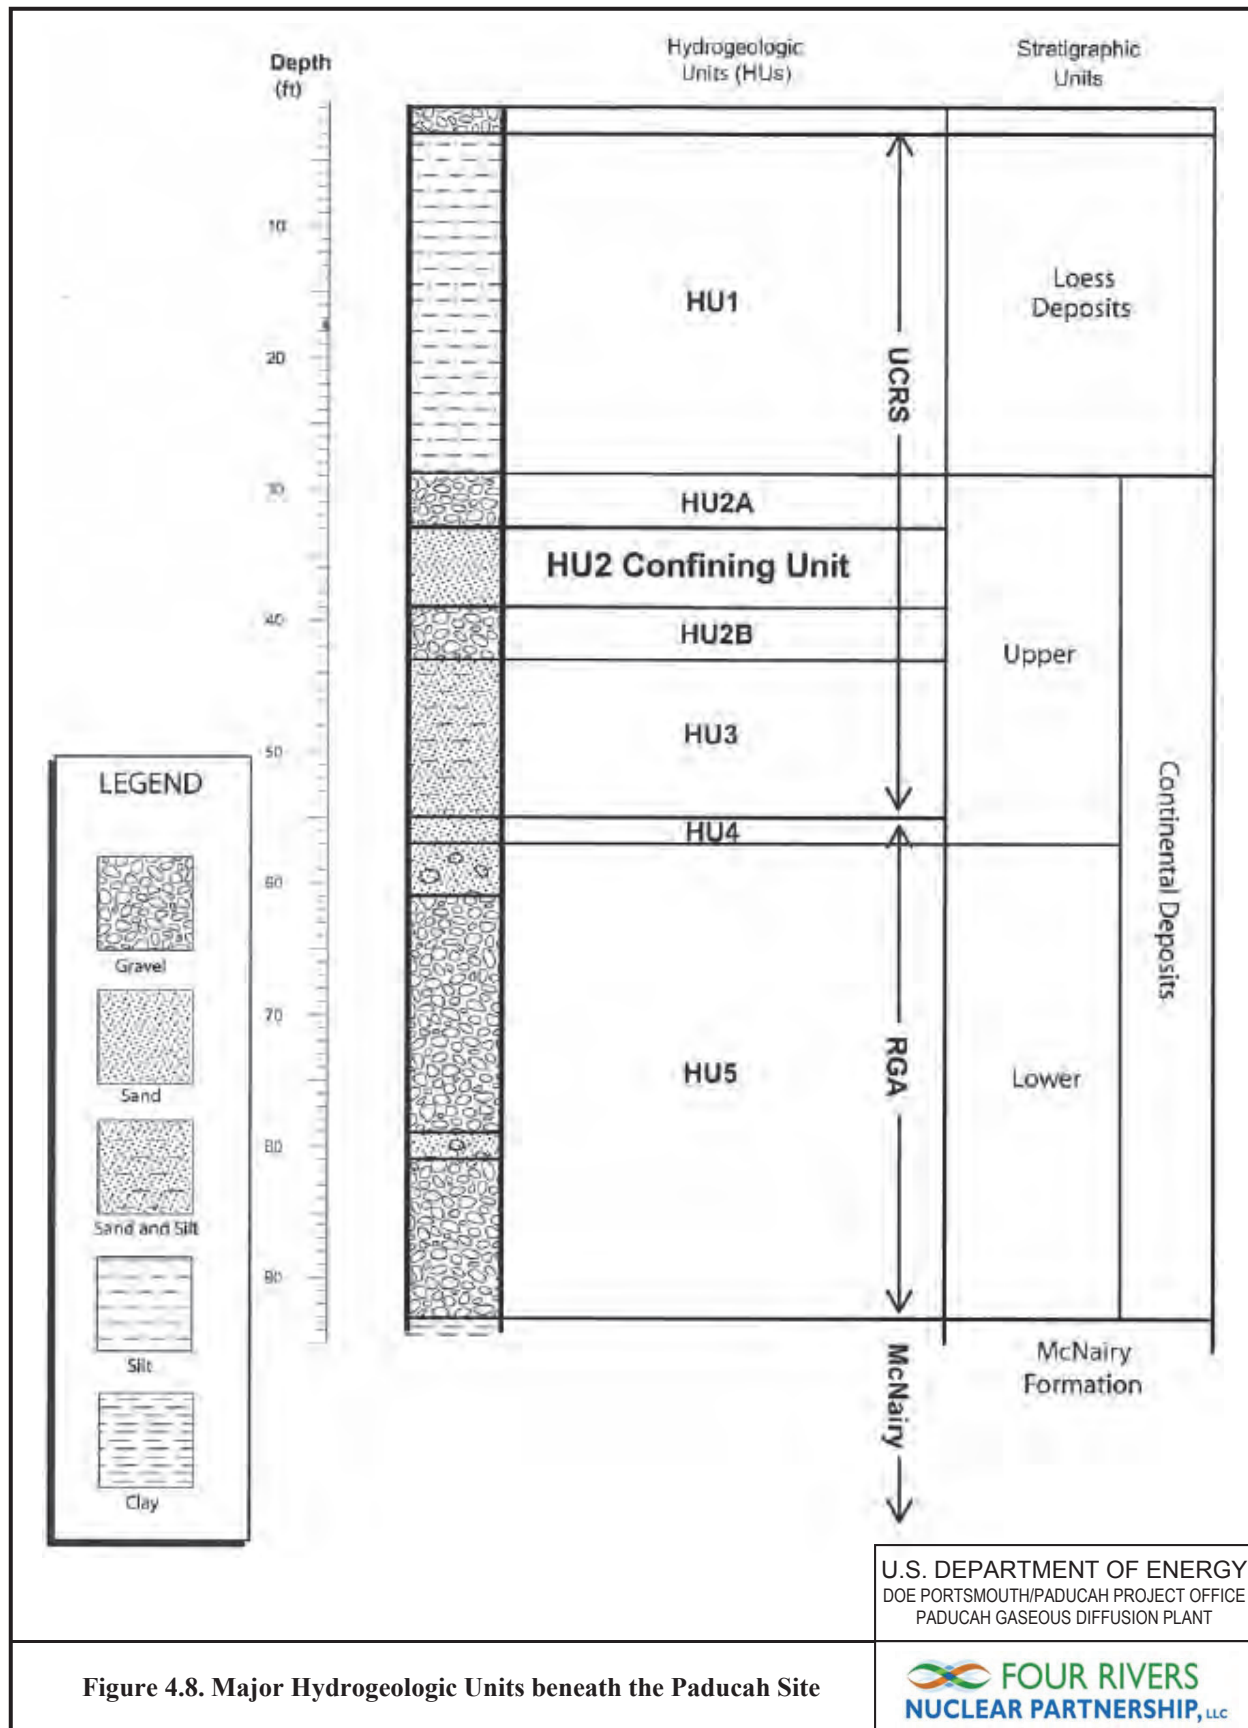 Depth
(ft)
Hydrogeologic
Units (HUs)
Stratigraphic
Units
10
20
30
40
50
60
70
80
90
HU1
HU2A
HU2 Confining Unit
HU2B
HU3
HU4
HU5
UCRS
RGA
McNairy
Loess
Deposits
Upper
Lower
Continental Deposits
McNairy
Formation
LEGEND
Gravel
Sand
Sand and Silt
Silt
Clay
U.S. DEPARTMENT OF ENERGY
DOE PORTSMOUTH/PADUCAH PROJECT OFFICE
PADUCAH GASEOUS DIFFUSION PLANT
Figure 4.8. Major Hydrogeologic Units beneath the Paducah Site
FOUR RIVERS
NUCLEAR PARTNERSHIP, LLC